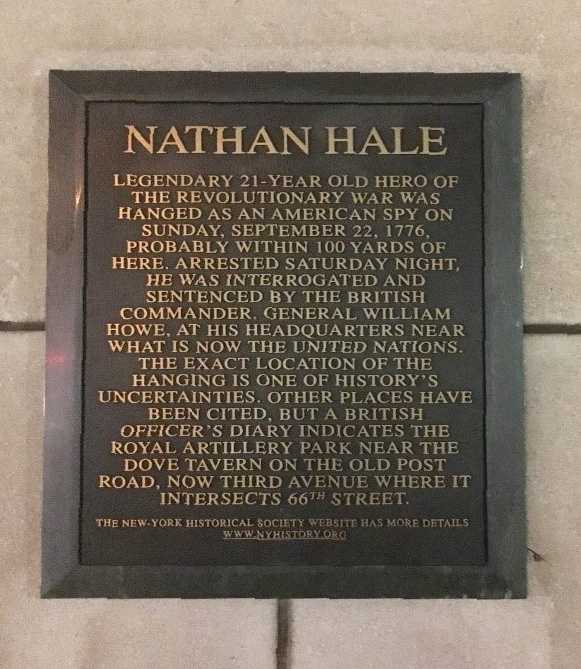 NATHAN HALE
LEGENDARY 21-YEAR OLD HERO OF
THE REVOLUTIONARY WAR WAS
HANGED AS AN AMERICAN SPY ON
SUNDAY, SEPTEMBER 22, 1776,
PROBABLY WITHIN 100 YARDS OF
HERE. ARRESTED SATURDAY NIGHT,
HE WAS INTERROGATED AND
SENTENCED BY THE BRITISH
COMMANDER, GENERAL WILLIAM
HOWE, AT HIS HEADQUARTERS NEAR
WHAT IS NOW THE UNITED NATIONS.
THE EXACT LOCATION OF THE
HANGING IS ONE OF HISTORY'S
UNCERTAINTIES. OTHER PLACES HAVE
BEEN CITED, BUT A BRITISH
OFFICER'S DIARY INDICATES THE
ROYAL ARTILLERY PARK NEAR THE
DOVE TAVERN ON THE OLD POST
ROAD, NOW THIRD AVENUE WHERE IT
INTERSECTS 66TH STREET.
THE NEW-YORK HISTORICAL SOCIETY WEBSITE HAS MORE DETAILS
WWW.NYHISTORY.ORG